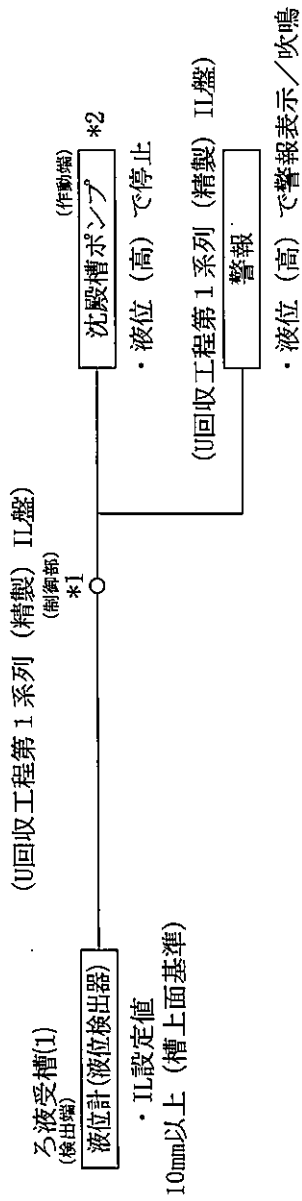 ろ液受槽(1)
(検出端)
液位計(液位検出器)
・IL設定値
10mm以上 (槽上面基準)
(U回収工程第1系列 (精製) IL盤)
(制御部)
*1
(作動端)
沈殿槽ポンプ *2
・液位 (高) で停止
(U回収工程第1系列 (精製) IL盤)
警報
・液位 (高) で警報表示/吹鳴